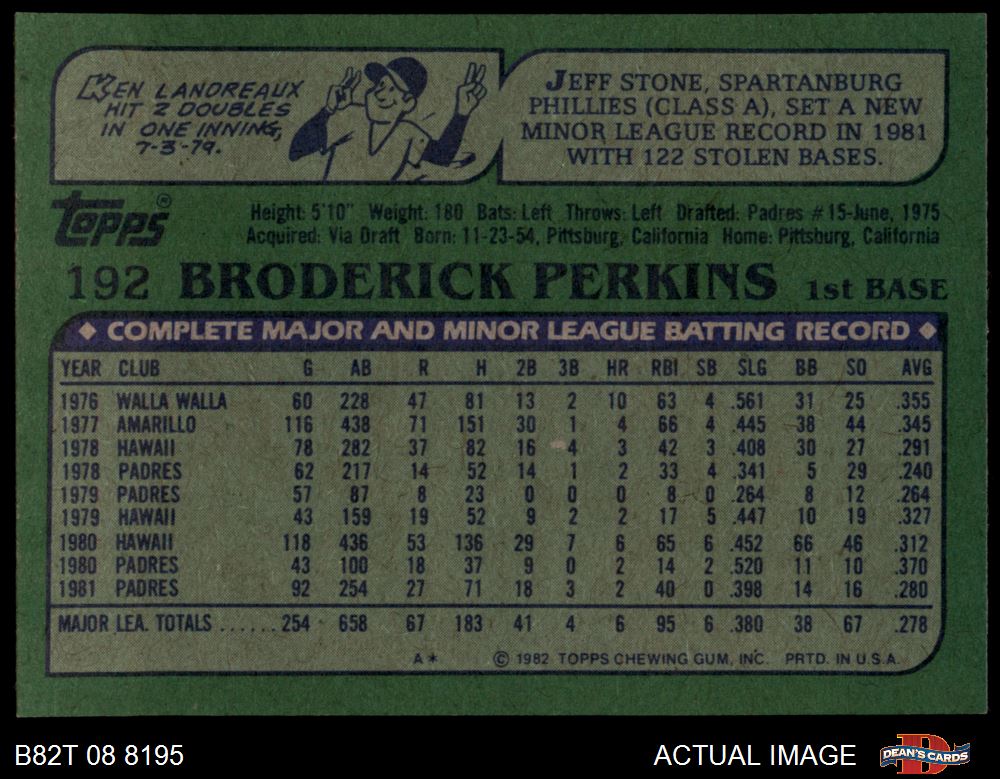 KEN LANDREAUX
HIT 2 DOUBLES
IN ONE INNING,
7-3-79.
JEFF STONE, SPARTANBURG
PHILLIES (CLASS A), SET A NEW
MINOR LEAGUE RECORD IN 1981
WITH 122 STOLEN BASES.
Topps®
Height: 5'10" Weight: 180 Bats: Left Throws: Left Drafted: Padres #15-June, 1975
Acquired: Via Draft Born: 11-23-54, Pittsburg, California Home: Pittsburg, California
192 BRODERICK PERKINS 1st BASE
◆ COMPLETE MAJOR AND MINOR LEAGUE BATTING RECORD ◆
YEAR CLUB G AB R H 2B 3B HR RBI SB SLG BB SO AVG
1976 WALLA WALLA 60 228 47 81 13 2 10 63 4 .561 31 25 .355
1977 AMARILLO 116 438 71 151 30 1 4 66 4 .445 38 44 .345
1978 HAWAII 78 282 37 82 16 4 3 42 3 .408 30 27 .291
1978 PADRES 62 217 14 52 14 1 2 33 4 .341 5 29 .240
1979 PADRES 57 87 8 23 0 0 0 8 0 .264 8 12 .264
1979 HAWAII 43 159 19 52 9 2 2 17 5 .447 10 19 .327
1980 HAWAII 118 436 53 136 29 7 6 65 6 .452 66 46 .312
1980 PADRES 43 100 18 37 9 0 2 14 2 .520 11 10 .370
1981 PADRES 92 254 27 71 18 3 2 40 0 .398 14 16 .280
MAJOR LEA. TOTALS ...... 254 658 67 183 41 4 6 95 6 .380 38 67 .278
A* © 1982 TOPPS CHEWING GUM, INC. PRTD. IN U.S.A.
B82T 08 8195 ACTUAL IMAGE DEAN'S CARDS